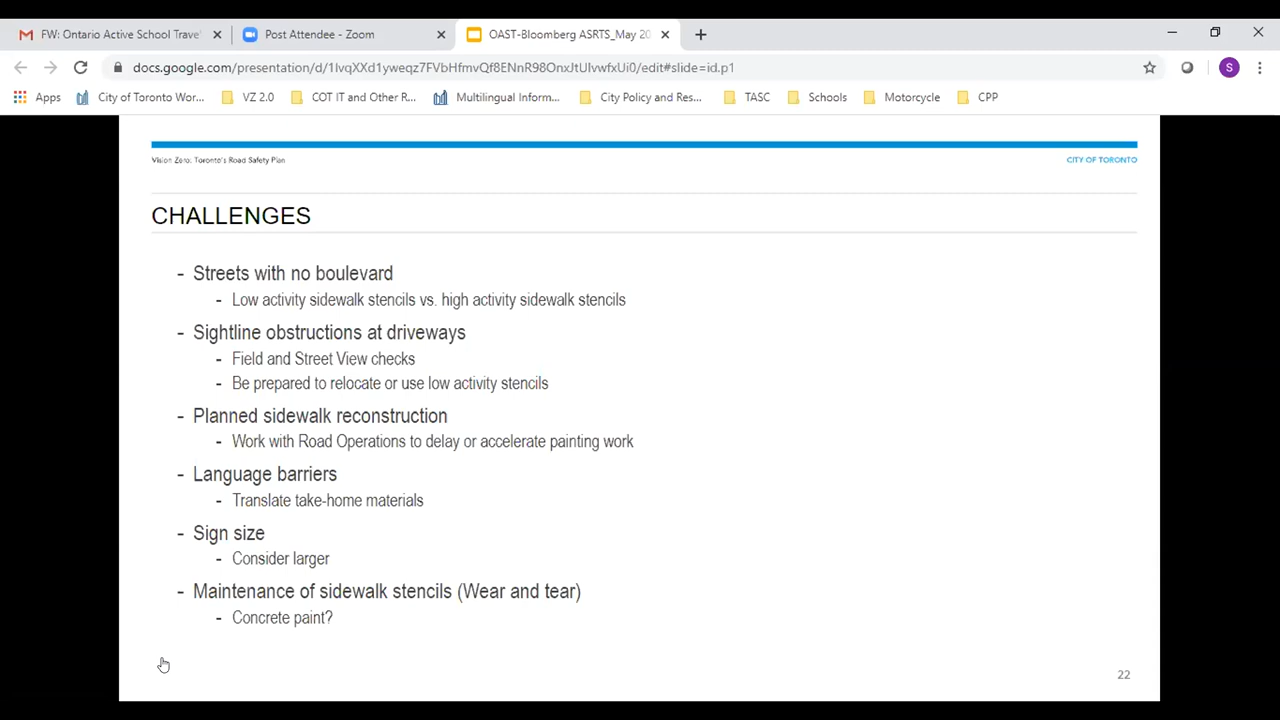 FW: Ontario Active School Trave
Post Attendee - Zoom
OAST-Bloomberg ASRTS_May 20
docs.google.com/presentation/d/1IvqXXd1yweqz7FVbHfmvQf8ENnR98OnxJtUIvwfxUi0/edit#slide=id.p1
S
Apps
City of Toronto Wor...
VZ 2.0
COT IT and Other R...
Multilingual Inform...
City Policy and Res...
TASC
Schools
Motorcycle
CPP
Vision Zero: Toronto's Road Safety Plan
CITY OF TORONTO
CHALLENGES
- Streets with no boulevard
- Low activity sidewalk stencils vs. high activity sidewalk stencils
- Sightline obstructions at driveways
- Field and Street View checks
- Be prepared to relocate or use low activity stencils
- Planned sidewalk reconstruction
- Work with Road Operations to delay or accelerate painting work
- Language barriers
- Translate take-home materials
- Sign size
- Consider larger
- Maintenance of sidewalk stencils (Wear and tear)
- Concrete paint?
22